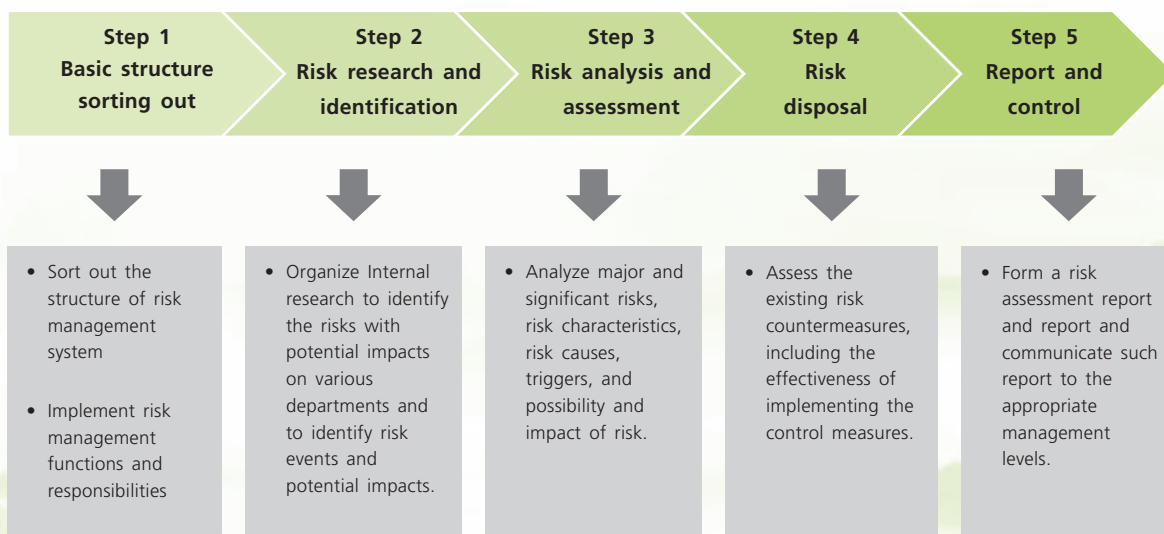 Step 1
Basic structure
sorting out
Step 2
Risk research and
identification
Step 3
Risk analysis and
assessment
Step 4
Risk
disposal
Step 5
Report and
control
• Sort out the
structure of risk
management
system
• Implement risk
management
functions and
responsibilities
• Organize Internal
research to identify
the risks with
potential impacts
on various
departments and
to identify risk
events and
potential impacts.
• Analyze major and
significant risks,
risk characteristics,
risk causes,
triggers, and
possibility and
impact of risk.
• Assess the
existing risk
countermeasures,
including the
effectiveness of
implementing the
control measures.
• Form a risk
assessment report
and report and
communicate such
report to the
appropriate
management
levels.